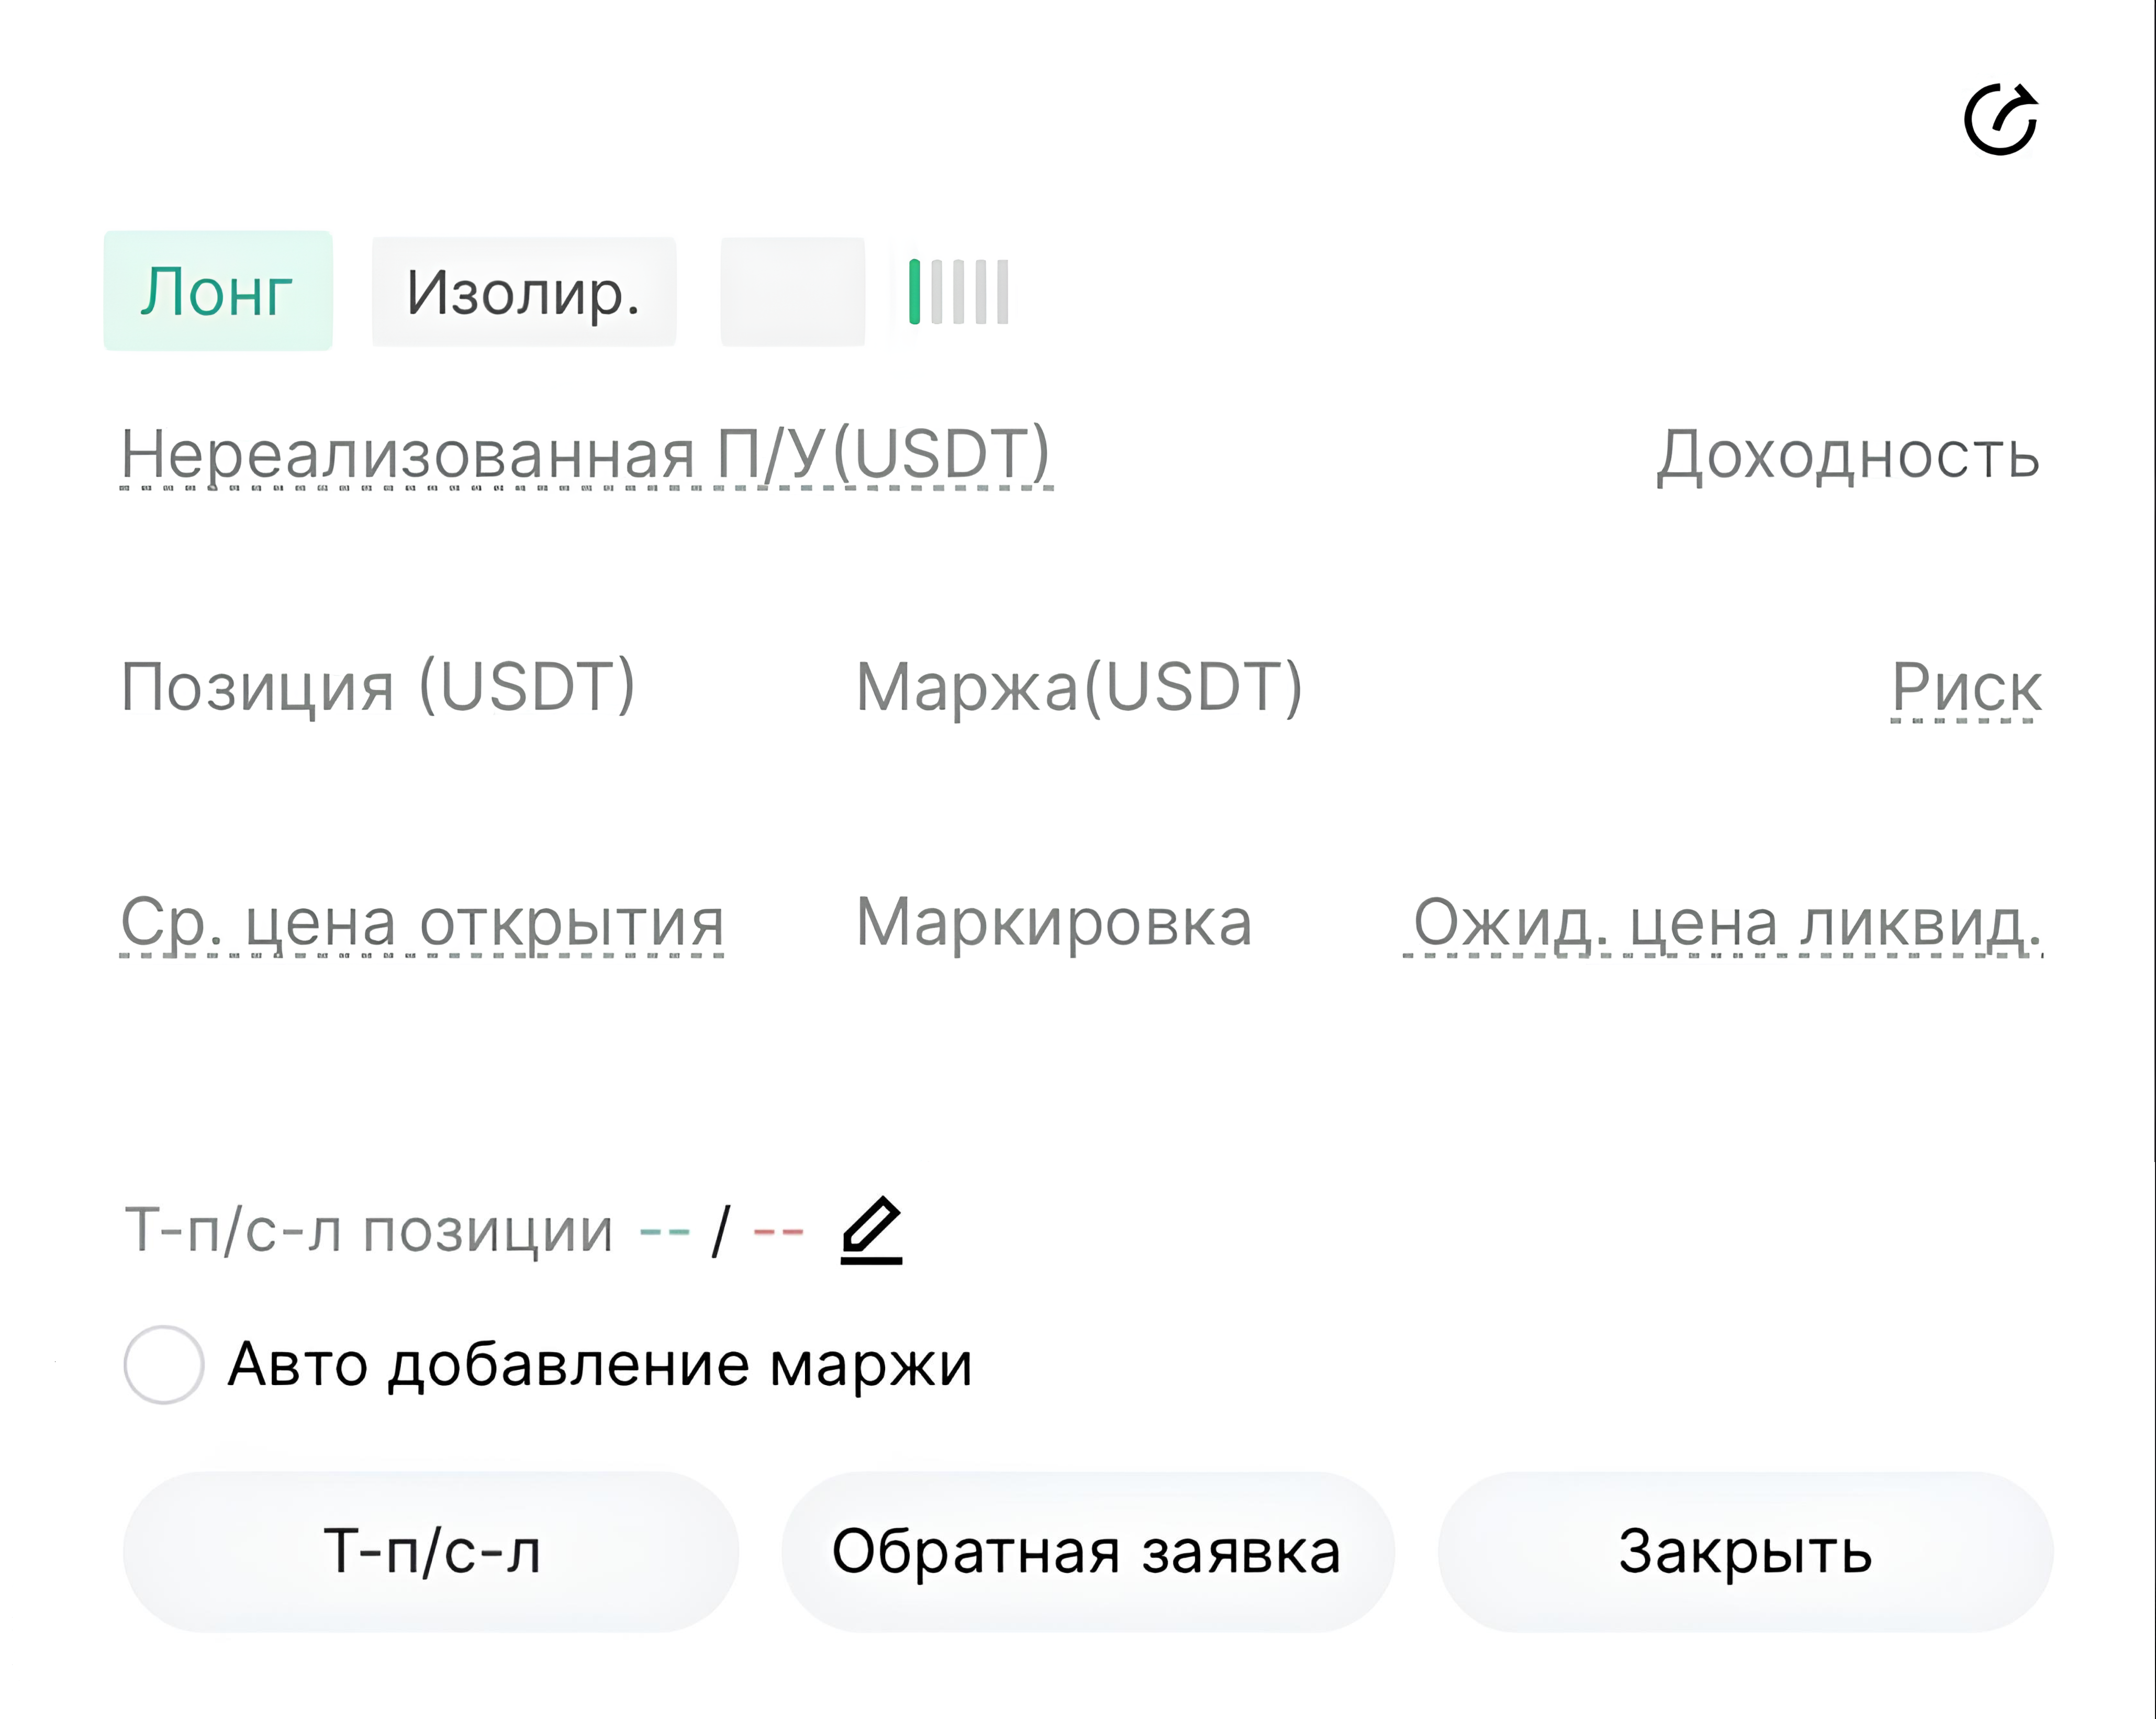 Лонг Изолир.
Нереализованная П/У(USDT) Доходность
Позиция (USDT) Маржа(USDT) Риск
Ср. цена открытия Маркировка Ожид. цена ликвид.
Т-п/с-л позиции -- / --
Авто добавление маржи
Т-п/с-л Обратная заявка Закрыть